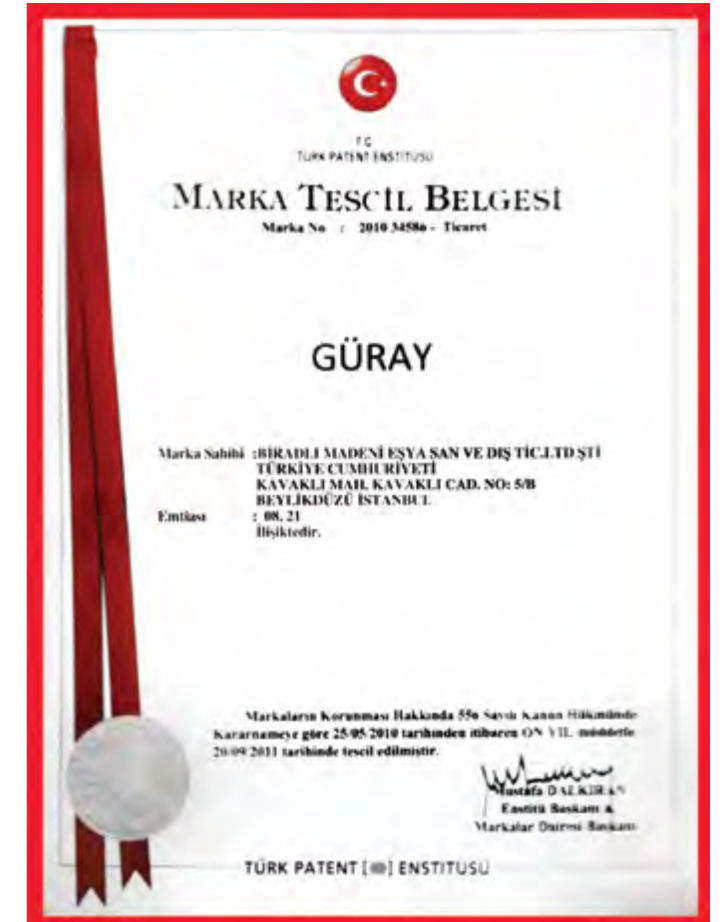 T.C.
TÜRK PATENT ENSTİTÜSÜ
MARKA TESCİL BELGESİ
Marka No : 2010 34586 - Ticaret
GÜRAY
Marka Sahibi :BİRADLI MADENİ EŞYA SAN VE DIŞ TİC.LTD ŞTİ
TÜRKİYE CUMHURİYETİ
KAVAKLI MAH. KAVAKLI CAD. NO: 5/B
BEYLİKDÜZÜ İSTANBUL
Emtiası : 08, 21
İlişiktedir.
Markaların Korunması Hakkında 556 Sayılı Kanun Hükmünde
Kararnameye göre 25/05/2010 tarihinden itibaren ON YIL müddetle
20/09/2011 tarihinde tescil edilmiştir.
Mustafa DALKIRAN
Enstitü Başkanı a.
Markalar Dairesi Başkanı
TÜRK PATENT [ ] ENSTİTÜSÜ